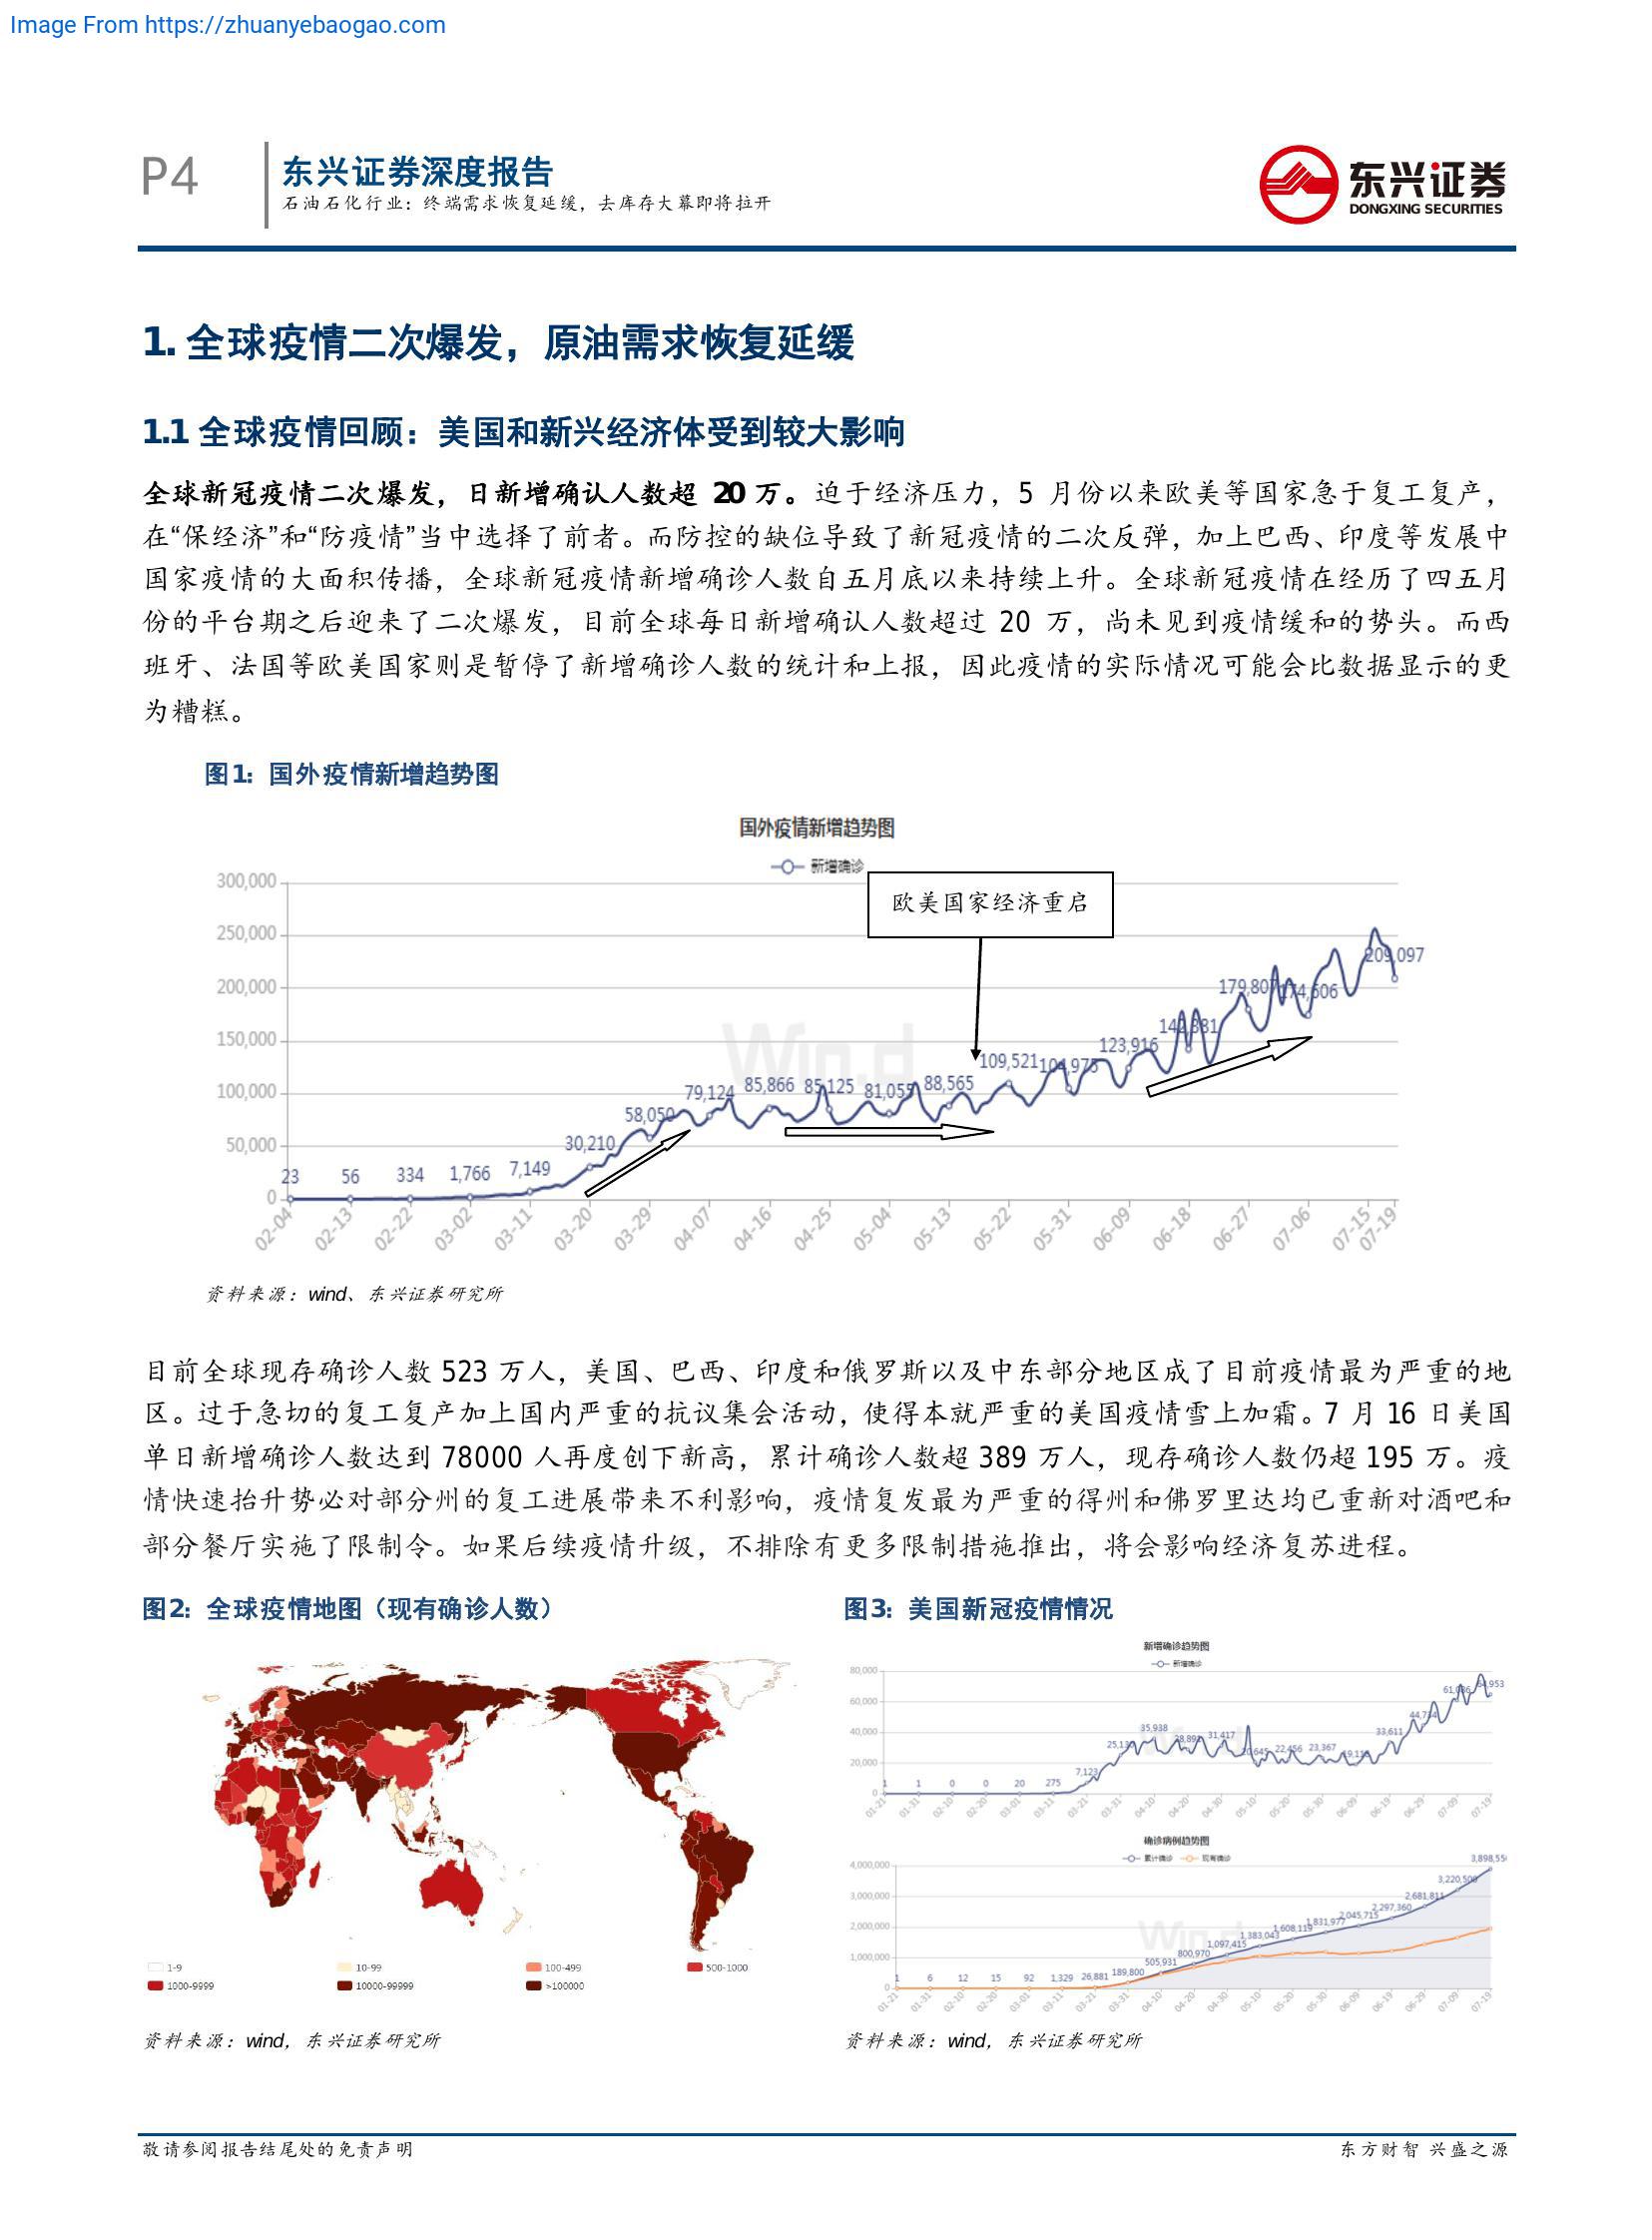 Image From https://zhuanyebaogao.com
P4
东兴证券深度报告
石油石化行业：终端需求恢复延缓，去库存大幕即将拉开
东兴证券
DONGXING SECURITIES
1. 全球疫情二次爆发，原油需求恢复延缓
1.1 全球疫情回顾：美国和新兴经济体受到较大影响
全球新冠疫情二次爆发，日新增确认人数超 20 万。迫于经济压力，5 月份以来欧美等国家急于复工复产，
在“保经济”和“防疫情”当中选择了前者。而防控的缺位导致了新冠疫情的二次反弹，加上巴西、印度等发展中
国家疫情的大面积传播，全球新冠疫情新增确诊人数自五月底以来持续上升。全球新冠疫情在经历了四五月
份的平台期之后迎来了二次爆发，目前全球每日新增确认人数超过 20 万，尚未见到疫情缓和的势头。而西
班牙、法国等欧美国家则是暂停了新增确诊人数的统计和上报，因此疫情的实际情况可能会比数据显示的更
为糟糕。
图1：国外疫情新增趋势图
国外疫情新增趋势图
新增确诊
欧美国家经济重启
300,000
250,000
200,000
150,000
100,000
50,000
0
23 56 334 1,766 7,149 30,210 58,050 79,124 85,866 85,125 81,055 88,565 109,521 104,975 123,916 142,881 179,807 174,606 209,097
Win.d
02-04 02-13 02-22 03-02 03-11 03-20 03-29 04-07 04-16 04-25 05-04 05-13 05-22 05-31 06-09 06-18 06-27 07-06 07-15 07-19
资料来源：wind、东兴证券研究所
目前全球现存确诊人数 523 万人，美国、巴西、印度和俄罗斯以及中东部分地区成了目前疫情最为严重的地
区。过于急切的复工复产加上国内严重的抗议集会活动，使得本就严重的美国疫情雪上加霜。7 月 16 日美国
单日新增确诊人数达到 78000 人再度创下新高，累计确诊人数超 389 万人，现存确诊人数仍超 195 万。疫
情快速抬升势必对部分州的复工进展带来不利影响，疫情复发最为严重的得州和佛罗里达均已重新对酒吧和
部分餐厅实施了限制令。如果后续疫情升级，不排除有更多限制措施推出，将会影响经济复苏进程。
图2：全球疫情地图（现有确诊人数）
1-9 10-99 100-499 500-1000
1000-9999 10000-99999 >100000
资料来源：wind，东兴证券研究所
图3：美国新冠疫情情况
新增确诊趋势图
新增确诊
80,000
60,000
40,000
20,000
0
1 1 0 0 20 275 7,123 35,938 31,417 22,456 23,367 33,611
01-21 01-31 02-10 02-20 03-01 03-11 03-21 03-31 04-10 04-20 04-30 05-10 05-20 05-30 06-09 06-19 06-29 07-09 07-19
确诊病例趋势图
累计确诊 现有确诊
4,000,000
3,000,000
2,000,000
1,000,000
0
1 6 12 15 92 1,329 26,881 189,800 505,931 800,970 1,097,415 1,383,043 1,608,119 1,831,977 2,045,715 2,297,360 2,681,811 3,220,500
Win.d
01-21 01-31 02-10 02-20 03-01 03-11 03-21 03-31 04-10 04-20 04-30 05-10 05-20 05-30 06-09 06-19 06-29 07-09 07-19
资料来源：wind，东兴证券研究所
敬请参阅报告结尾处的免责声明
东方财智 兴盛之源